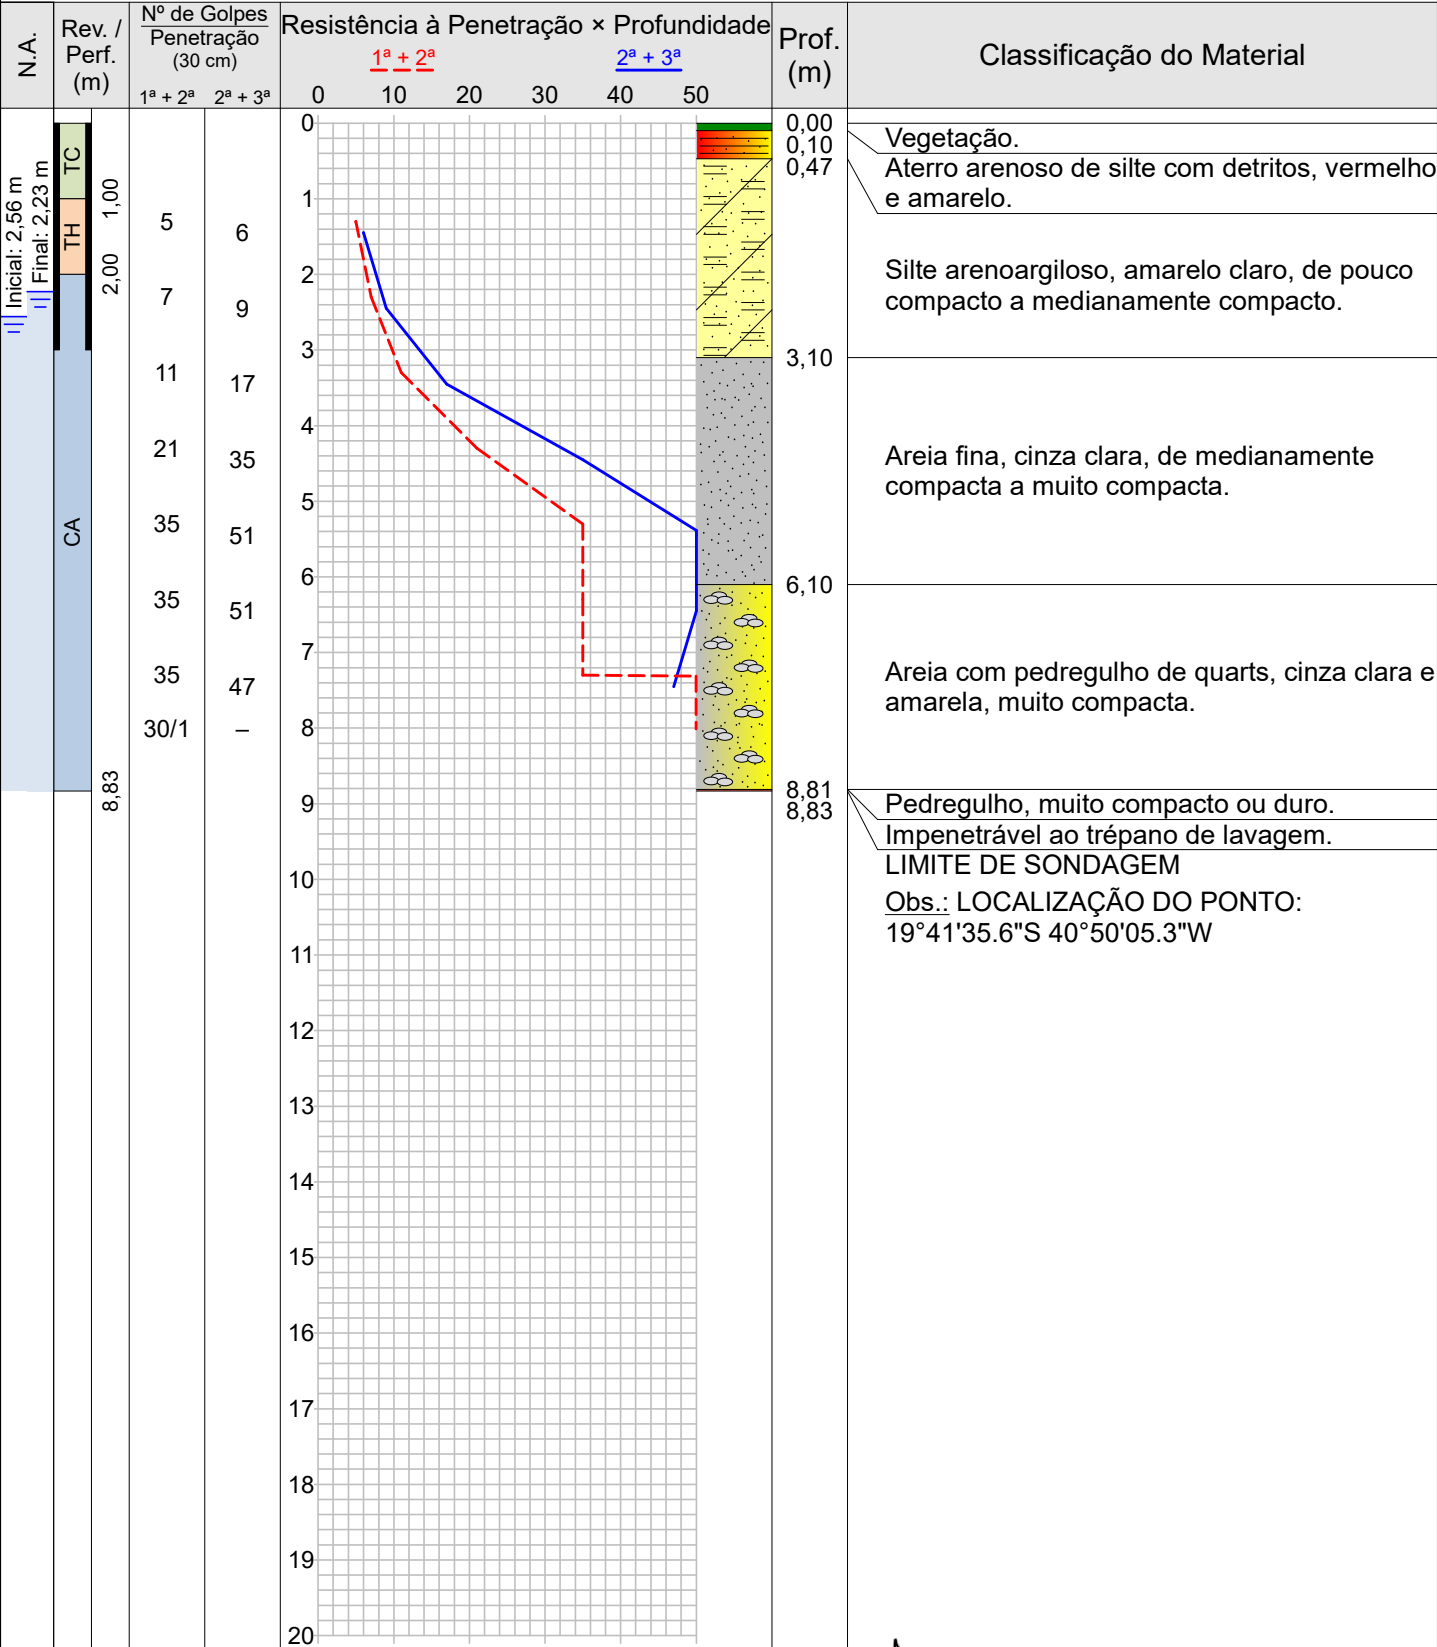 N.A.
Rev. /
Perf.
(m)
Nº de Golpes
Penetração
(30 cm)
1ª + 2ª 2ª + 3ª
Resistência à Penetração × Profundidade
1ª + 2ª 2ª + 3ª
0 10 20 30 40 50
Prof.
(m)
Classificação do Material
Inicial: 2,56 m
Final: 2,23 m
TC
TH
CA
1,00
2,00
8,83
5 6
7 9
11 17
21 35
35 51
35 51
35 47
30/1 –
0
1
2
3
4
5
6
7
8
9
10
11
12
13
14
15
16
17
18
19
20
0,00
0,10
0,47
3,10
6,10
8,81
8,83
Vegetação.
Aterro arenoso de silte com detritos, vermelho
e amarelo.
Silte arenoargiloso, amarelo claro, de pouco
compacto a medianamente compacto.
Areia fina, cinza clara, de medianamente
compacta a muito compacta.
Areia com pedregulho de quarts, cinza clara e
amarela, muito compacta.
Pedregulho, muito compacto ou duro.
Impenetrável ao trépano de lavagem.
LIMITE DE SONDAGEM
Obs.: LOCALIZAÇÃO DO PONTO:
19°41'35.6"S 40°50'05.3"W